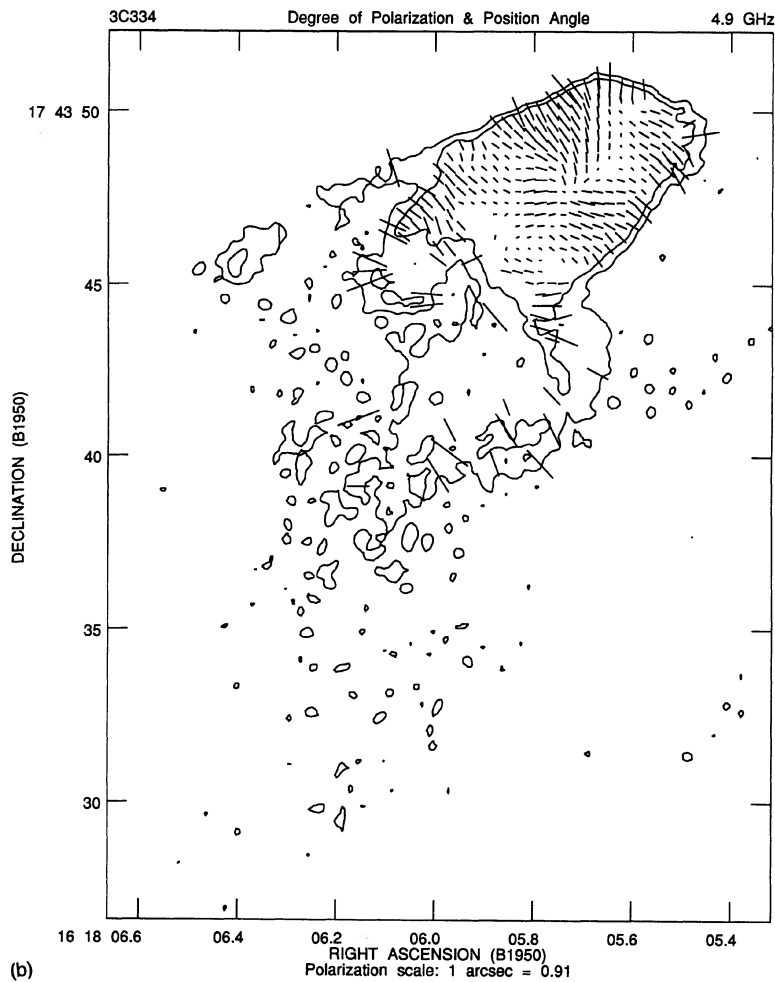 3C334 Degree of Polarization & Position Angle 4.9 GHz
17 43 50
45
40
35
30
DECLINATION (B1950)
16 18 06.6 06.4 06.2 06.0 05.8 05.6 05.4
RIGHT ASCENSION (B1950)
Polarization scale: 1 arcsec = 0.91
(b)